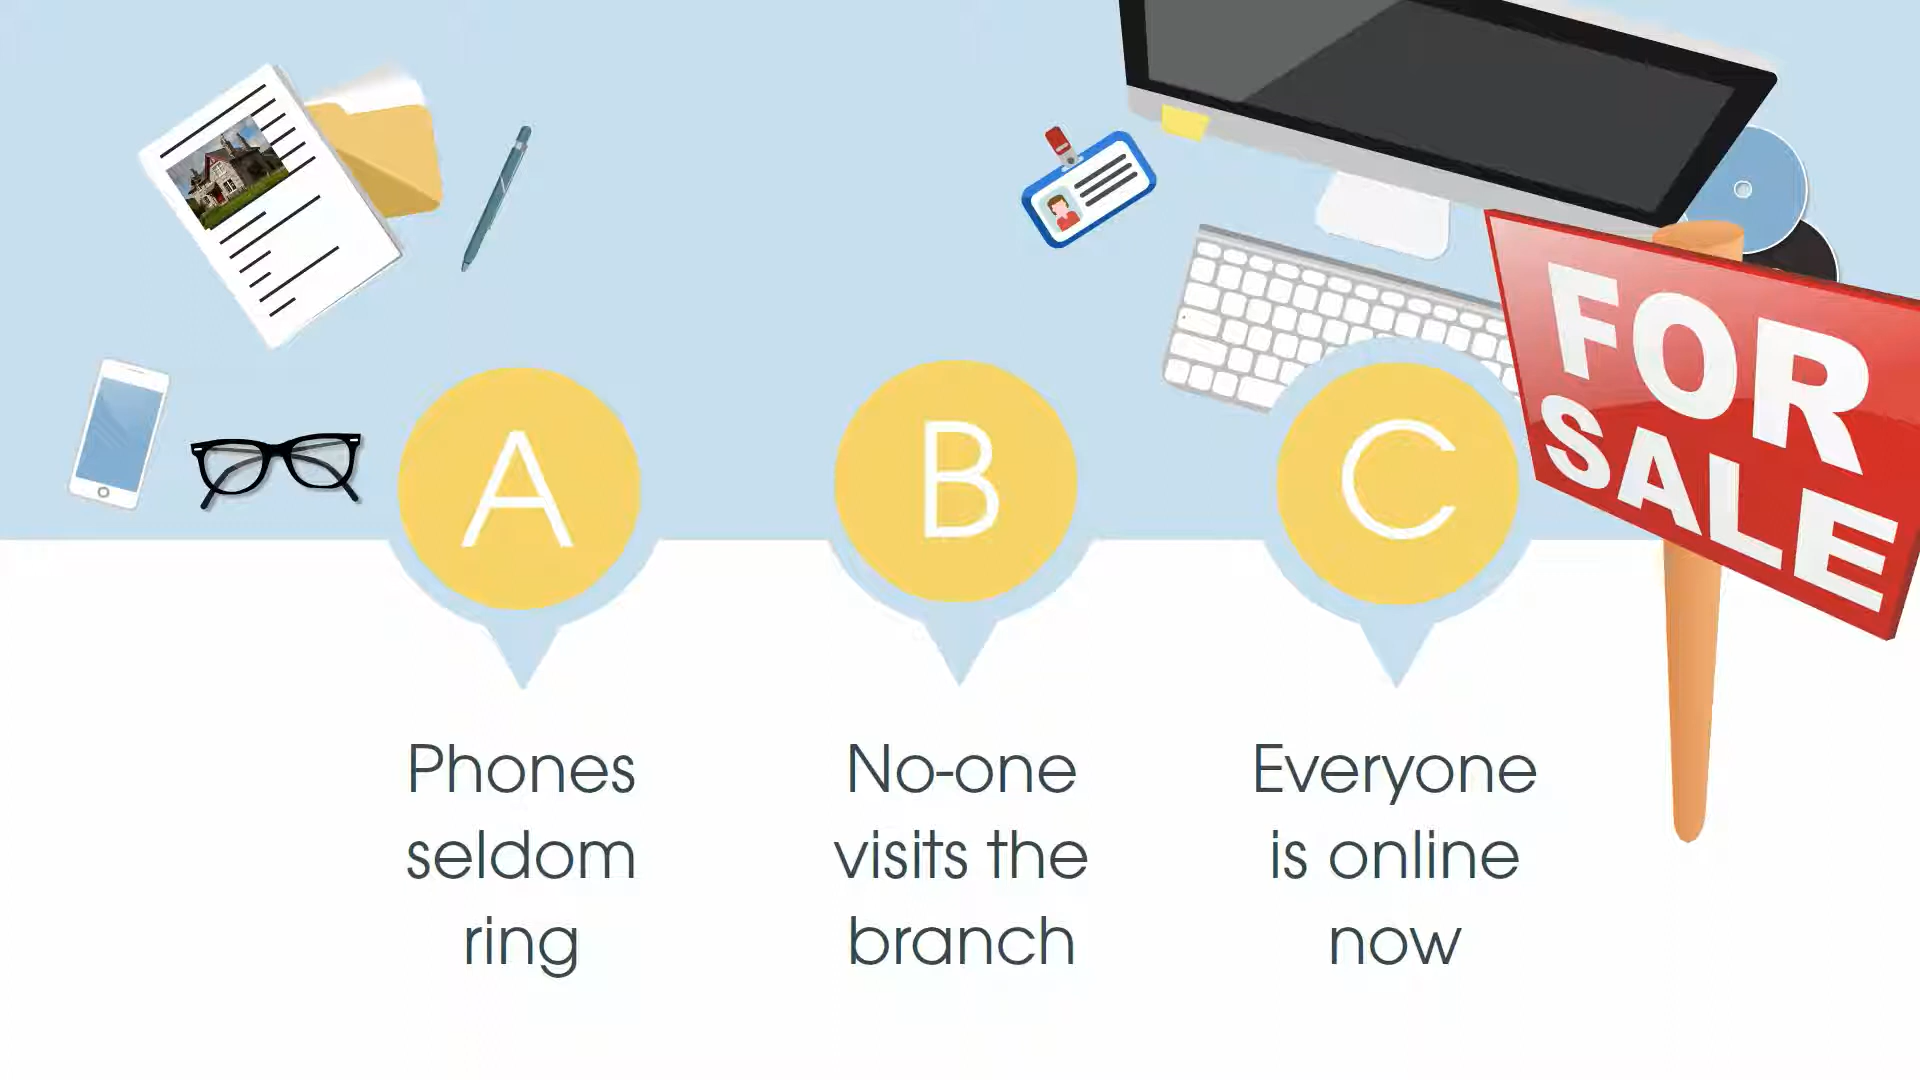 FOR
SALE
A
B
C
Phones
seldom
ring
No-one
visits the
branch
Everyone
is online
now